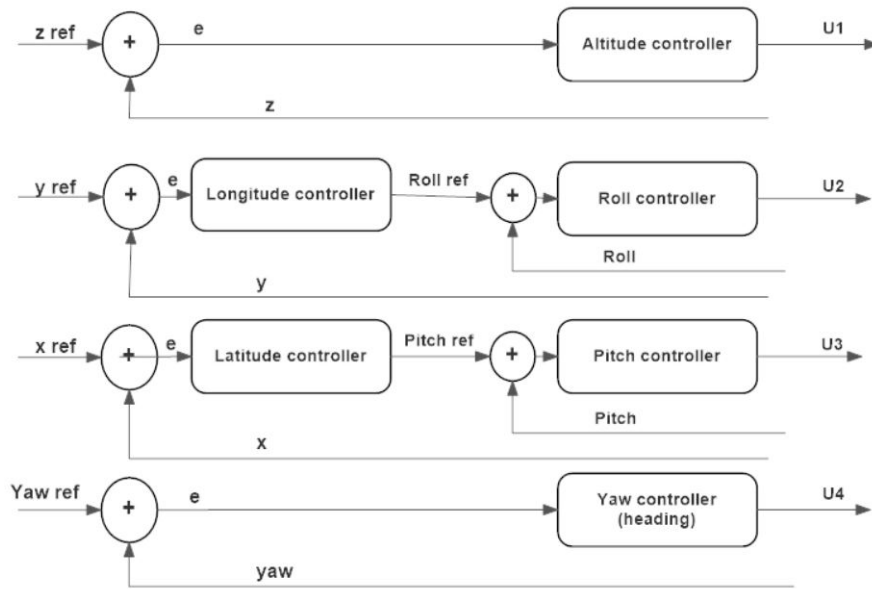 z ref
+
e
Altitude controller
U1
z
y ref
+
e
Longitude controller
Roll ref
+
Roll controller
U2
Roll
y
x ref
+
e
Latitude controller
Pitch ref
+
Pitch controller
U3
Pitch
x
Yaw ref
+
e
Yaw controller
(heading)
U4
yaw